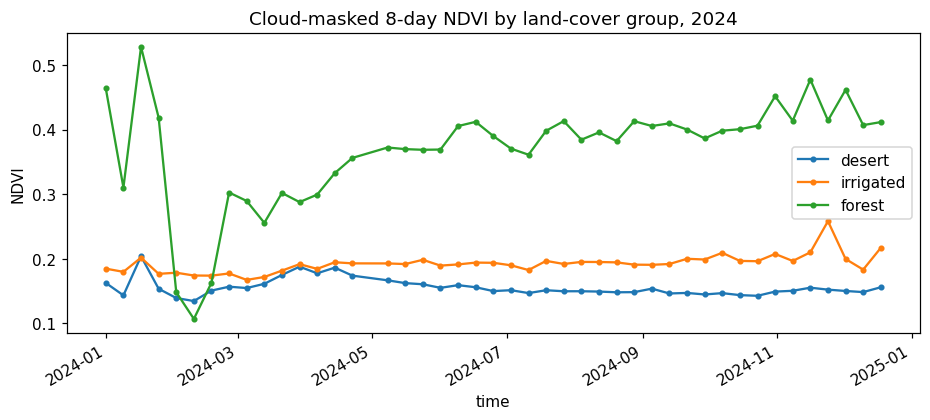 Cloud-masked 8-day NDVI by land-cover group, 2024
NDVI
0.5
0.4
0.3
0.2
0.1
desert
irrigated
forest
2024-01
2024-03
2024-05
2024-07
2024-09
2024-11
2025-01
time